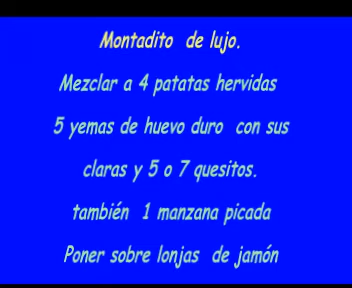 Montadito de lujo.
Mezclar a 4 patatas hervidas
5 yemas de huevo duro con sus
claras y 5 o 7 quesitos.
también 1 manzana picada
Poner sobre lonjas de jamón